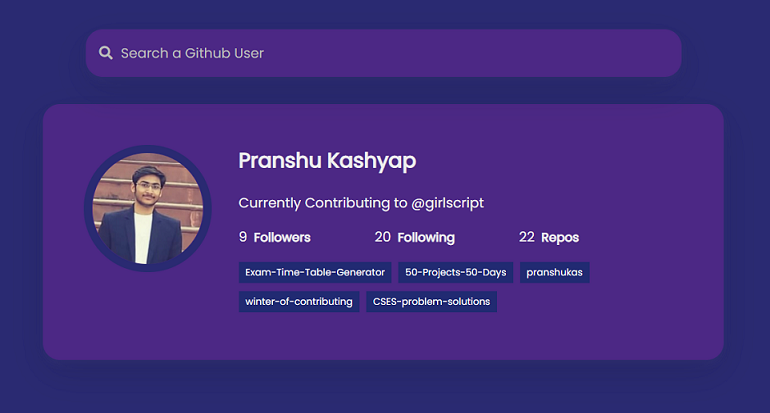 Search a Github User
Pranshu Kashyap
Currently Contributing to @girlscript
9 Followers 20 Following 22 Repos
Exam-Time-Table-Generator 50-Projects-50-Days pranshukas
winter-of-contributing CSES-problem-solutions